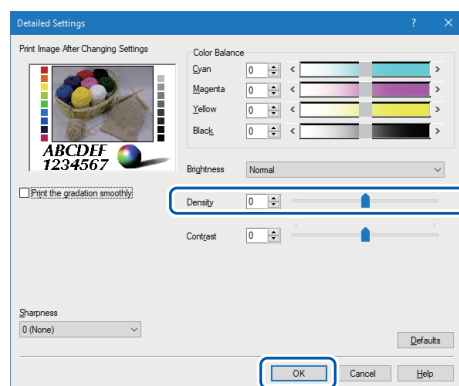 Detailed Settings
Print Image After Changing Settings
ABCDEF
1234567
Print the gradation smoothly
Sharpness
0 (None)
Color Balance
Cyan 0
Magenta 0
Yellow 0
Black 0
Brightness Normal
Density 0
Contrast 0
Defaults
OK Cancel Help